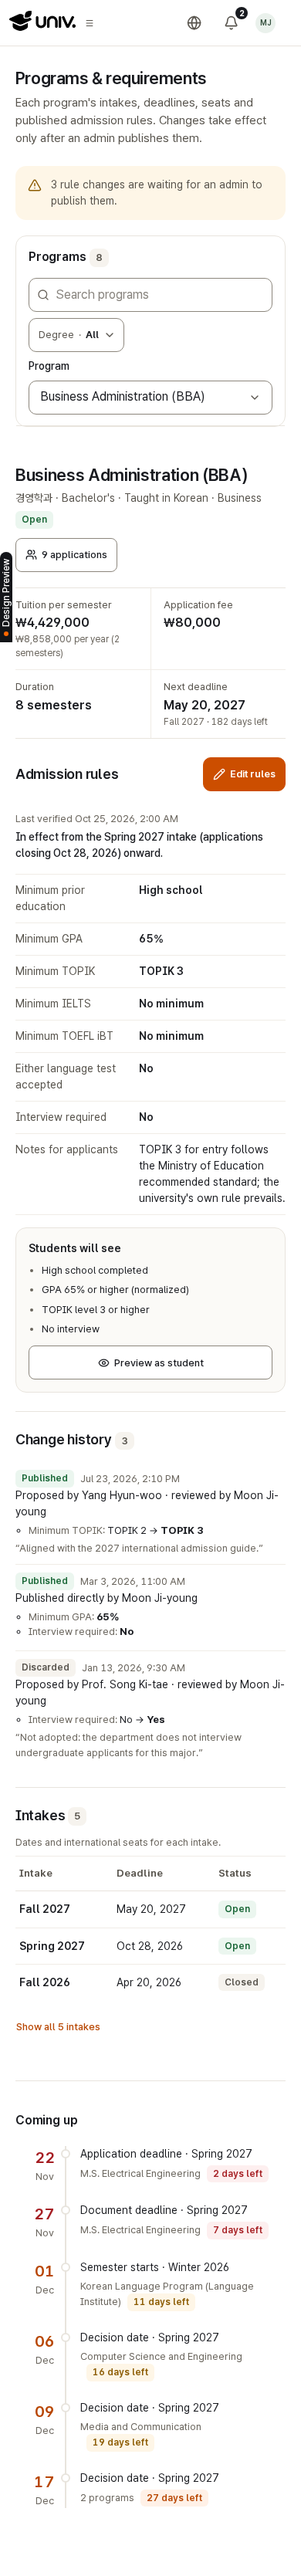 univ.
2
MJ
Programs & requirements
Each program's intakes, deadlines, seats and
published admission rules. Changes take effect
only after an admin publishes them.
3 rule changes are waiting for an admin to
publish them.
Programs 8
Search programs
Degree · All
Program
Business Administration (BBA)
Business Administration (BBA)
경영학과 · Bachelor's · Taught in Korean · Business
Open
9 applications
Design Preview
Tuition per semester
₩4,429,000
₩8,858,000 per year (2
semesters)
Application fee
₩80,000
Duration
8 semesters
Next deadline
May 20, 2027
Fall 2027 · 182 days left
Admission rules
Edit rules
Last verified Oct 25, 2026, 2:00 AM
In effect from the Spring 2027 intake (applications
closing Oct 28, 2026) onward.
Minimum prior
education
High school
Minimum GPA 65%
Minimum TOPIK TOPIK 3
Minimum IELTS No minimum
Minimum TOEFL iBT No minimum
Either language test
accepted
No
Interview required No
Notes for applicants
TOPIK 3 for entry follows
the Ministry of Education
recommended standard; the
university's own rule prevails.
Students will see
• High school completed
• GPA 65% or higher (normalized)
• TOPIK level 3 or higher
• No interview
Preview as student
Change history 3
Published Jul 23, 2026, 2:10 PM
Proposed by Yang Hyun-woo · reviewed by Moon Ji-
young
Minimum TOPIK: TOPIK 2 → TOPIK 3
“Aligned with the 2027 international admission guide.”
Published Mar 3, 2026, 11:00 AM
Published directly by Moon Ji-young
Minimum GPA: 65%
Interview required: No
Discarded Jan 13, 2026, 9:30 AM
Proposed by Prof. Song Ki-tae · reviewed by Moon Ji-
young
Interview required: No → Yes
“Not adopted: the department does not interview
undergraduate applicants for this major.”
Intakes 5
Dates and international seats for each intake.
Intake Deadline Status
Fall 2027 May 20, 2027 Open
Spring 2027 Oct 28, 2026 Open
Fall 2026 Apr 20, 2026 Closed
Show all 5 intakes
Coming up
22 Nov
Application deadline · Spring 2027
M.S. Electrical Engineering 2 days left
27 Nov
Document deadline · Spring 2027
M.S. Electrical Engineering 7 days left
01 Dec
Semester starts · Winter 2026
Korean Language Program (Language
Institute) 11 days left
06 Dec
Decision date · Spring 2027
Computer Science and Engineering
16 days left
09 Dec
Decision date · Spring 2027
Media and Communication
19 days left
17 Dec
Decision date · Spring 2027
2 programs 27 days left